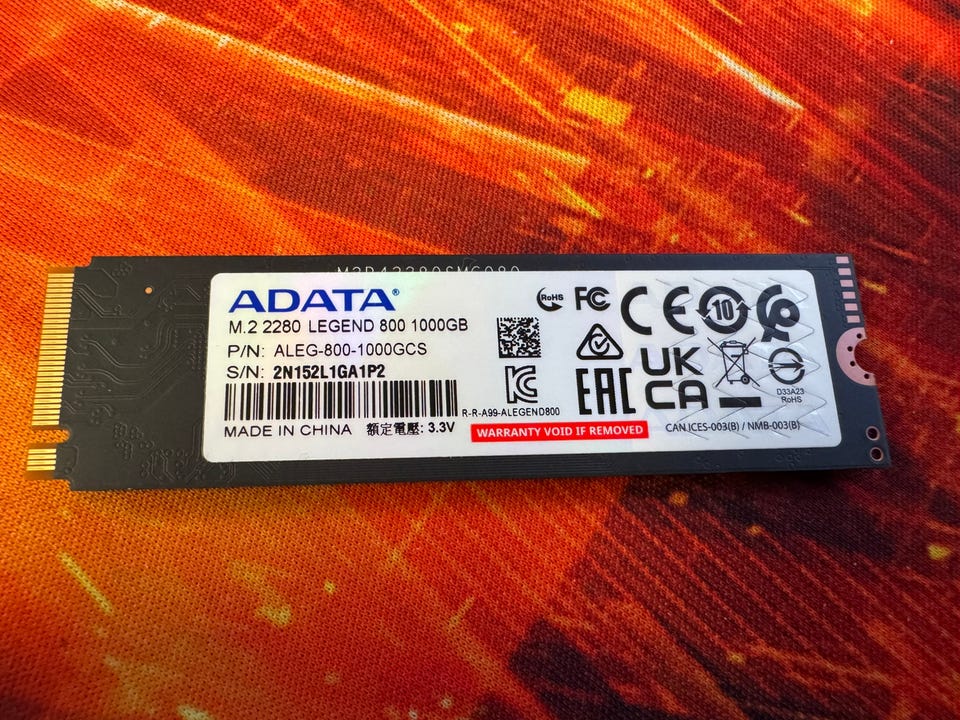 ADATA®
M.2 2280 LEGEND 800 1000GB
P/N: ALEG-800-1000GCS
S/N: 2N152L1GA1P2
MADE IN CHINA 額定電壓: 3.3V
RoHS
FC
CE
10
KC
R-R-A99-ALEGEND800
EAC
UK
CA
D33A23
RoHS
WARRANTY VOID IF REMOVED
CAN ICES-003(B) / NMB-003(B)